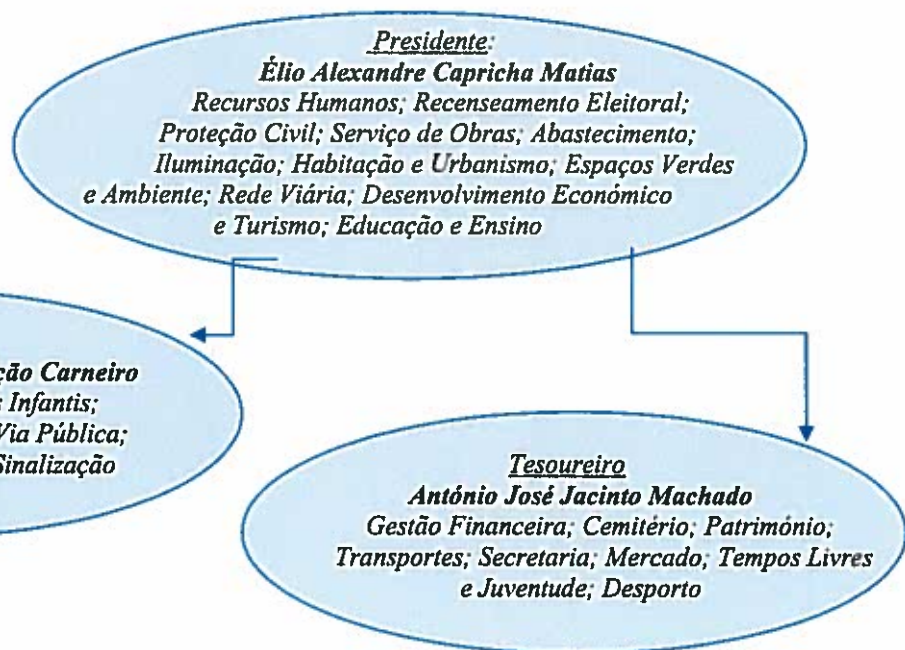 Presidente:
Élio Alexandre Capricha Matias
Recursos Humanos; Recenseamento Eleitoral;
Proteção Civil; Serviço de Obras; Abastecimento;
Iluminação; Habitação e Urbanismo; Espaços Verdes
e Ambiente; Rede Viária; Desenvolvimento Económico
e Turismo; Educação e Ensino
Carneiro
Infantis;
Via Pública;
Sinalização
Tesoureiro
António José Jacinto Machado
Gestão Financeira; Cemitério; Património;
Transportes; Secretaria; Mercado; Tempos Livres
e Juventude; Desporto